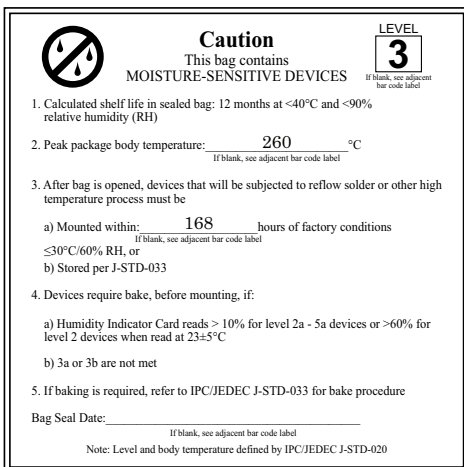 Caution
This bag contains
MOISTURE-SENSITIVE DEVICES
LEVEL
3
If blank, see adjacent
bar code label
1. Calculated shelf life in sealed bag: 12 months at <40°C and <90%
relative humidity (RH)
2. Peak package body temperature: 260 °C
If blank, see adjacent bar code label
3. After bag is opened, devices that will be subjected to reflow solder or other high
temperature process must be
a) Mounted within: 168 hours of factory conditions
If blank, see adjacent bar code label
≤30°C/60% RH, or
b) Stored per J-STD-033
4. Devices require bake, before mounting, if:
a) Humidity Indicator Card reads > 10% for level 2a - 5a devices or >60% for
level 2 devices when read at 23±5°C
b) 3a or 3b are not met
5. If baking is required, refer to IPC/JEDEC J-STD-033 for bake procedure
Bag Seal Date:
If blank, see adjacent bar code label
Note: Level and body temperature defined by IPC/JEDEC J-STD-020